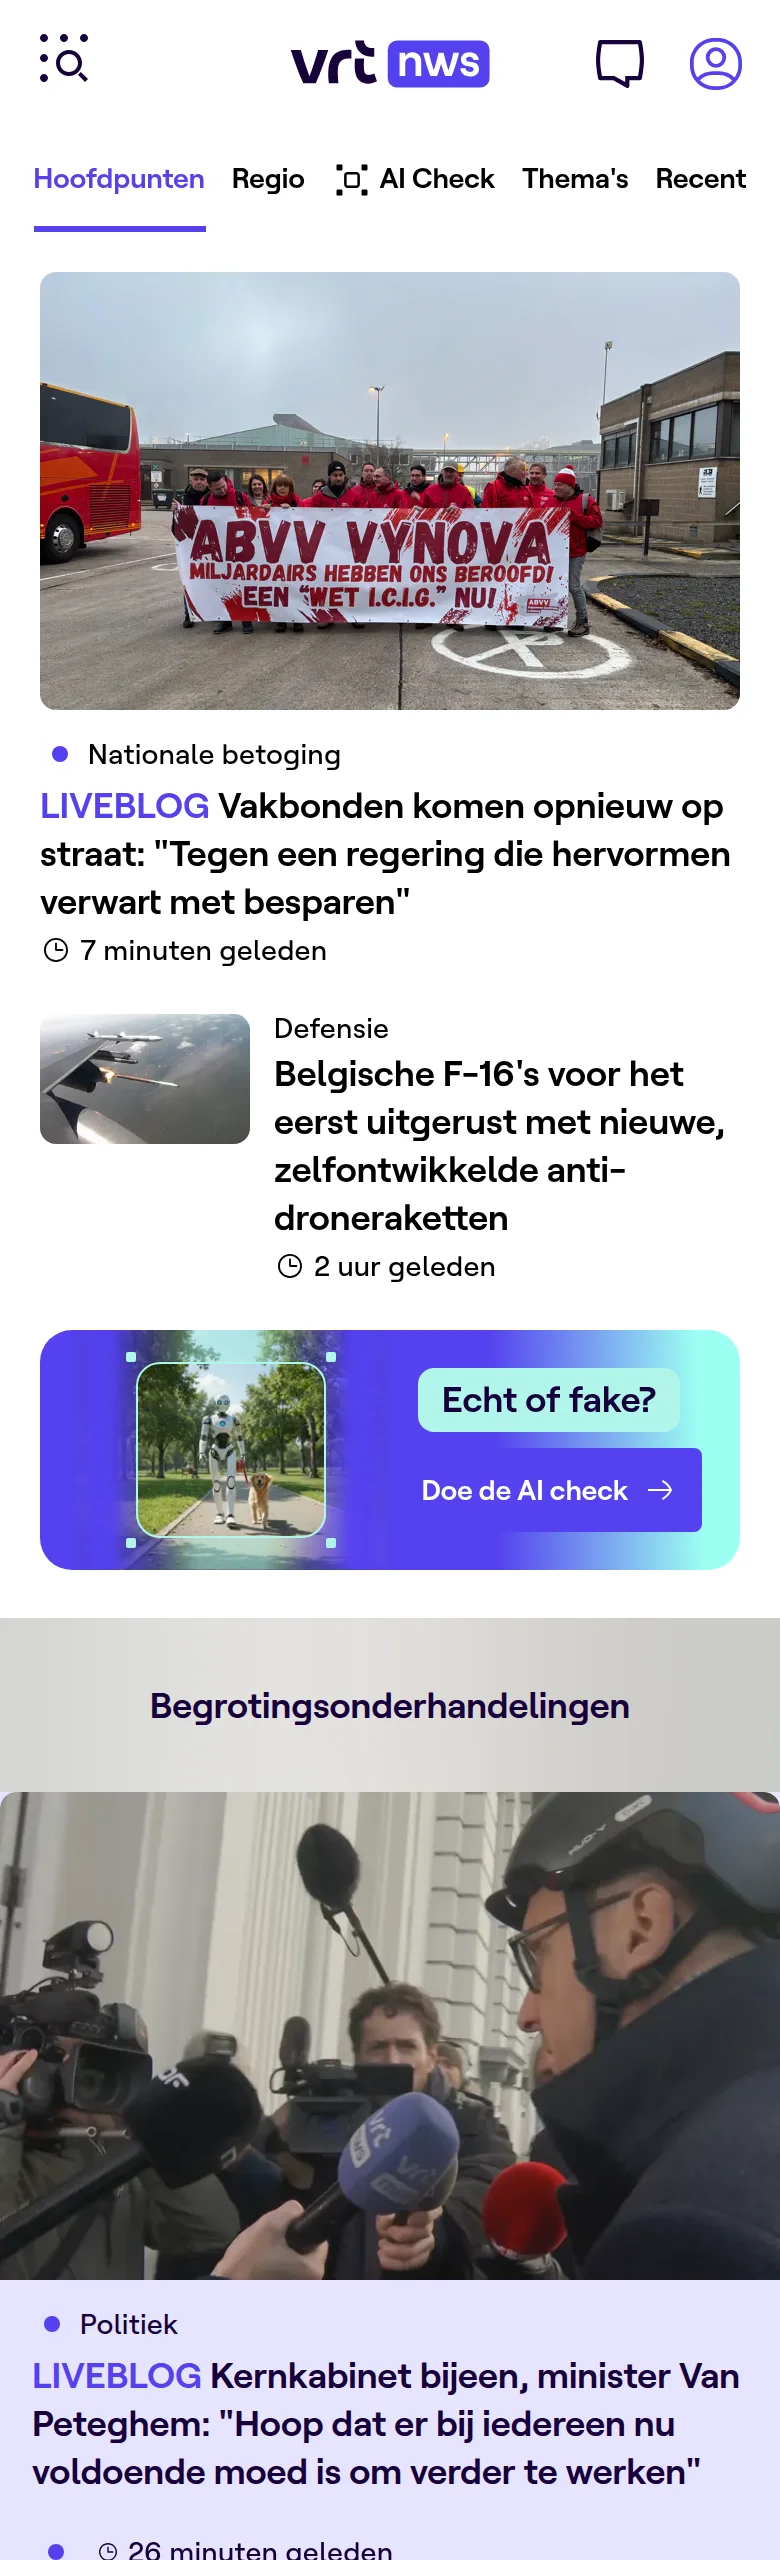 vrt nws
Hoofdpunten Regio AI Check Thema's Recent
ABVV VYNOVA
MILJARDAIRS HEBBEN ONS BEROOFD!
EEN "WET I.C.I.G." NU!
ABVV
Nationale betoging
LIVEBLOG Vakbonden komen opnieuw op
straat: "Tegen een regering die hervormen
verwart met besparen"
7 minuten geleden
Defensie
Belgische F-16's voor het
eerst uitgerust met nieuwe,
zelfontwikkelde anti-
droneraketten
2 uur geleden
Echt of fake?
Doe de AI check
Begrotingsonderhandelingen
vrt
vrt
Politiek
LIVEBLOG Kernkabinet bijeen, minister Van
Peteghem: "Hoop dat er bij iedereen nu
voldoende moed is om verder te werken"
26 minuten geleden